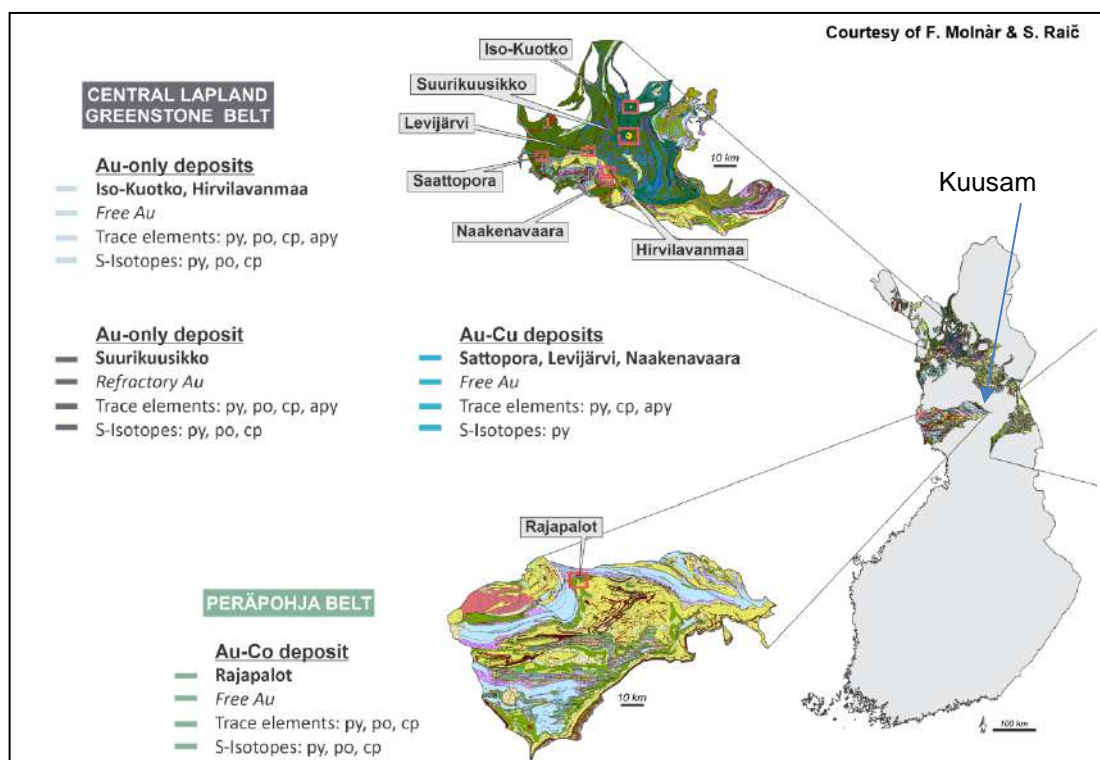 Courtesy of F. Molnàr & S. Raič
CENTRAL LAPLAND
GREENSTONE BELT
Au-only deposits
Iso-Kuotko, Hirvilavanmaa
Free Au
Trace elements: py, po, cp, apy
S-Isotopes: py, po, cp
Au-only deposit
Suurikuusikko
Refractory Au
Trace elements: py, po, cp, apy
S-Isotopes: py, po, cp
Au-Cu deposits
Sattopora, Levijärvi, Naakenavaara
Free Au
Trace elements: py, cp, apy
S-Isotopes: py
Iso-Kuotko
Suurikuusikko
Levijärvi
Saattopora
Naakenavaara
Hirvilavanmaa
10 km
Kuusam
PERÄPOHJA BELT
Au-Co deposit
Rajapalot
Free Au
Trace elements: py, po, cp
S-Isotopes: py, po, cp
Rajapalot
10 km
N
100 km